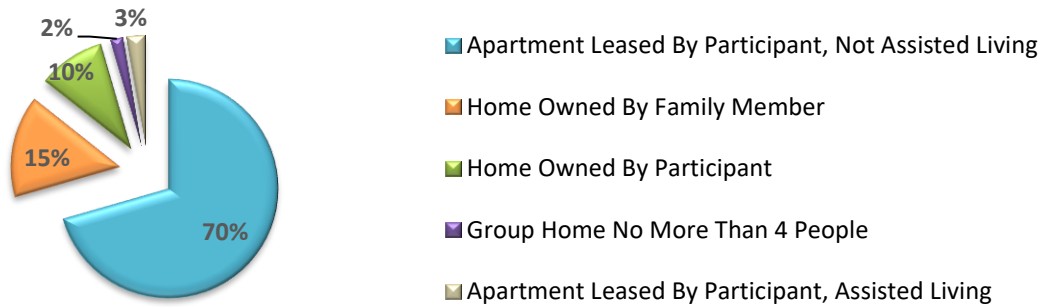 2%
3%
10%
15%
70%
Apartment Leased By Participant, Not Assisted Living
Home Owned By Family Member
Home Owned By Participant
Group Home No More Than 4 People
Apartment Leased By Participant, Assisted Living